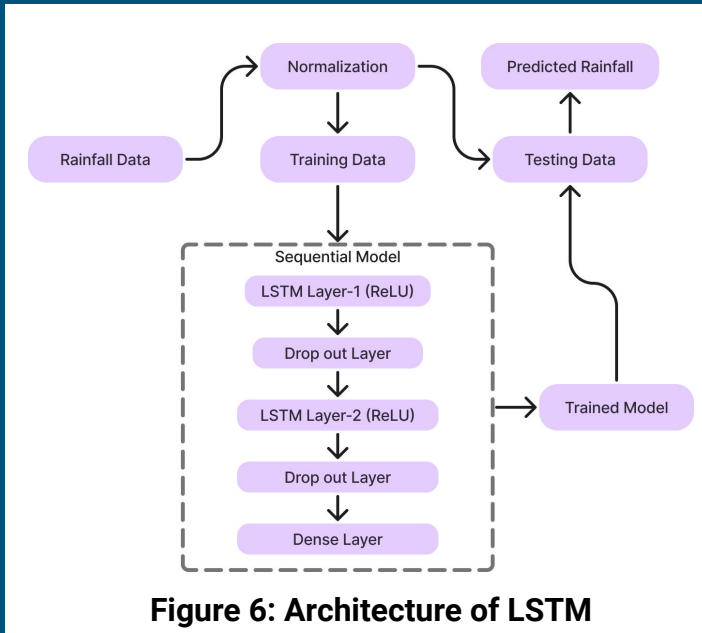 Normalization
Predicted Rainfall
Rainfall Data
Training Data
Testing Data
Sequential Model
LSTM Layer-1 (ReLU)
Drop out Layer
LSTM Layer-2 (ReLU)
Trained Model
Drop out Layer
Dense Layer
Figure 6: Architecture of LSTM